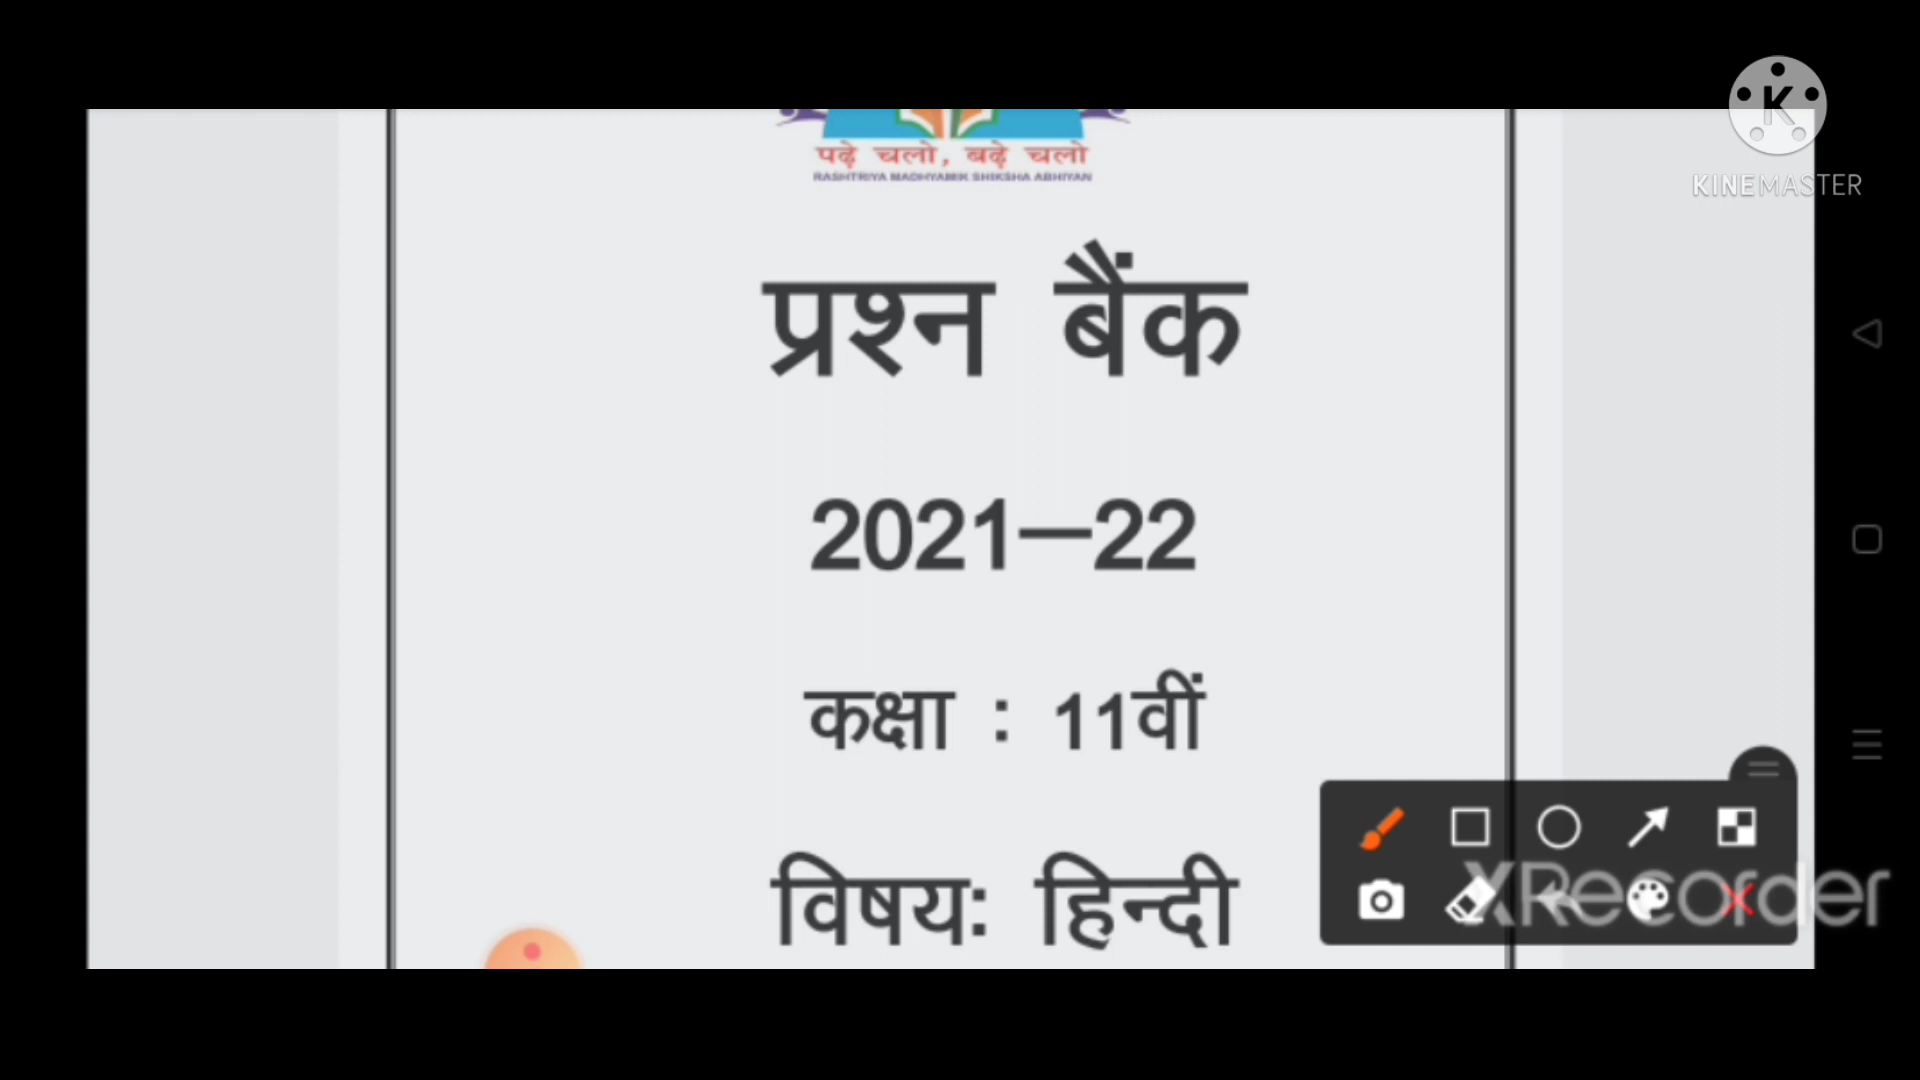 K
KINEMASTER
पढ़े चलो, बढ़े चलो
RASHTRIYA MADHYAMIK SHIKSHA ABHIYAN
प्रश्न बैंक
2021–22
कक्षा : 11वीं
विषय: हिन्दी
XRecorder